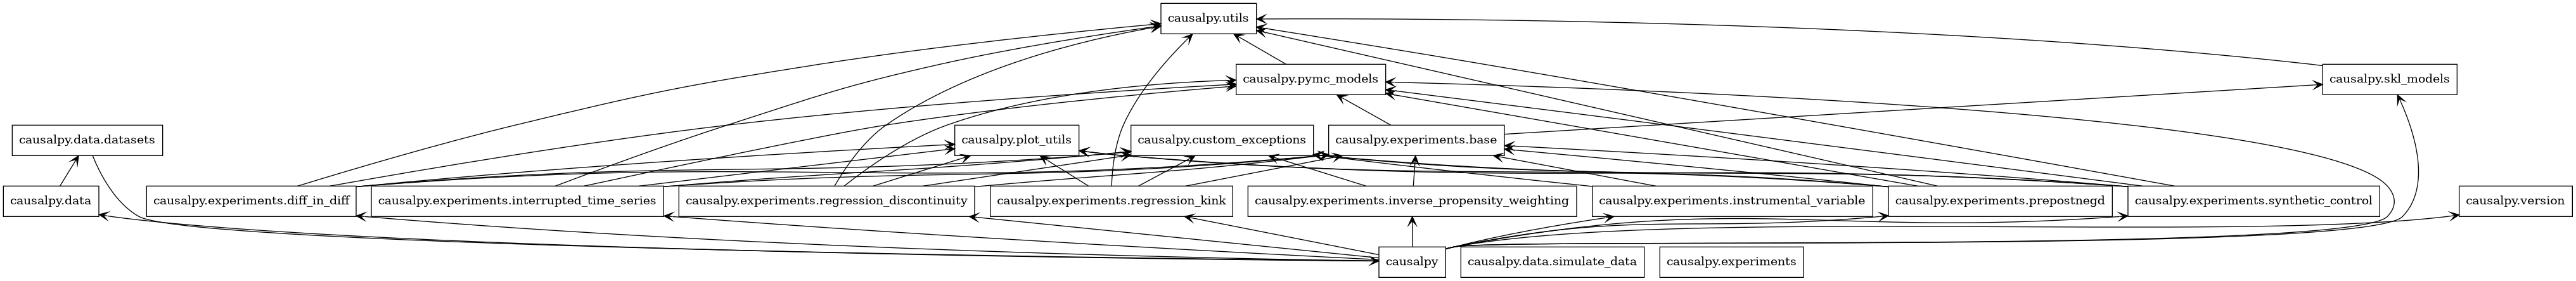 causalpy.utils
causalpy.pymc_models
causalpy.skl_models
causalpy.data.datasets
causalpy.plot_utils
causalpy.custom_exceptions
causalpy.experiments.base
causalpy.data
causalpy.experiments.diff_in_diff
causalpy.experiments.interrupted_time_series
causalpy.experiments.regression_discontinuity
causalpy.experiments.regression_kink
causalpy.experiments.inverse_propensity_weighting
causalpy.experiments.instrumental_variable
causalpy.experiments.prepostnegd
causalpy.experiments.synthetic_control
causalpy.version
causalpy
causalpy.data.simulate_data
causalpy.experiments